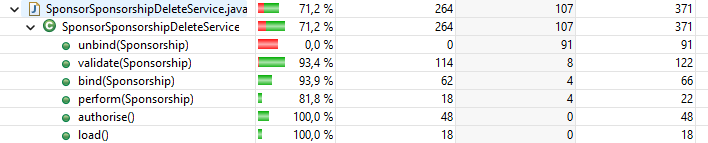 SponsorSponsorshipDeleteService.java 71,2 % 264 107 371
SponsorSponsorshipDeleteService 71,2 % 264 107 371
unbind(Sponsorship) 0,0 % 0 91 91
validate(Sponsorship) 93,4 % 114 8 122
bind(Sponsorship) 93,9 % 62 4 66
perform(Sponsorship) 81,8 % 18 4 22
authorise() 100,0 % 48 0 48
load() 100,0 % 18 0 18